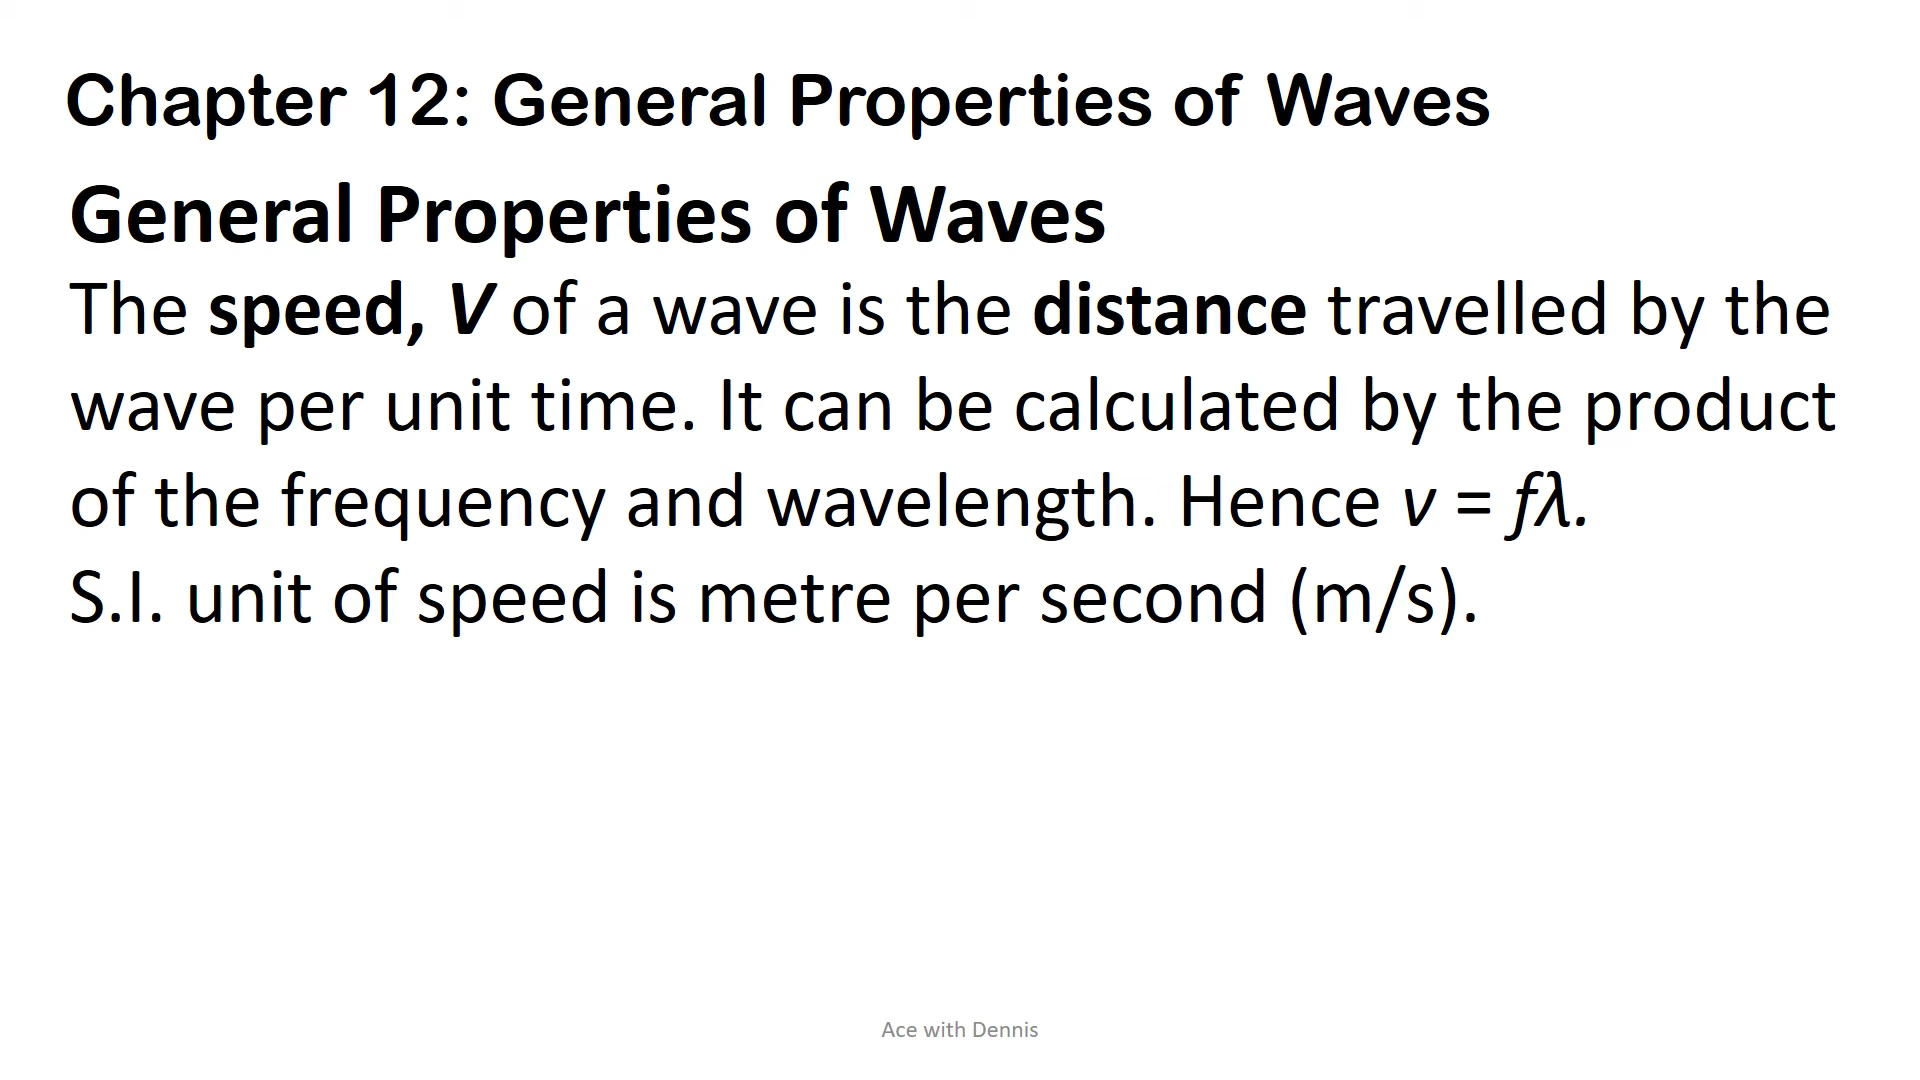 Chapter 12: General Properties of Waves
General Properties of Waves
The speed, V of a wave is the distance travelled by the
wave per unit time. It can be calculated by the product
of the frequency and wavelength. Hence v = fλ.
S.I. unit of speed is metre per second (m/s).
Ace with Dennis